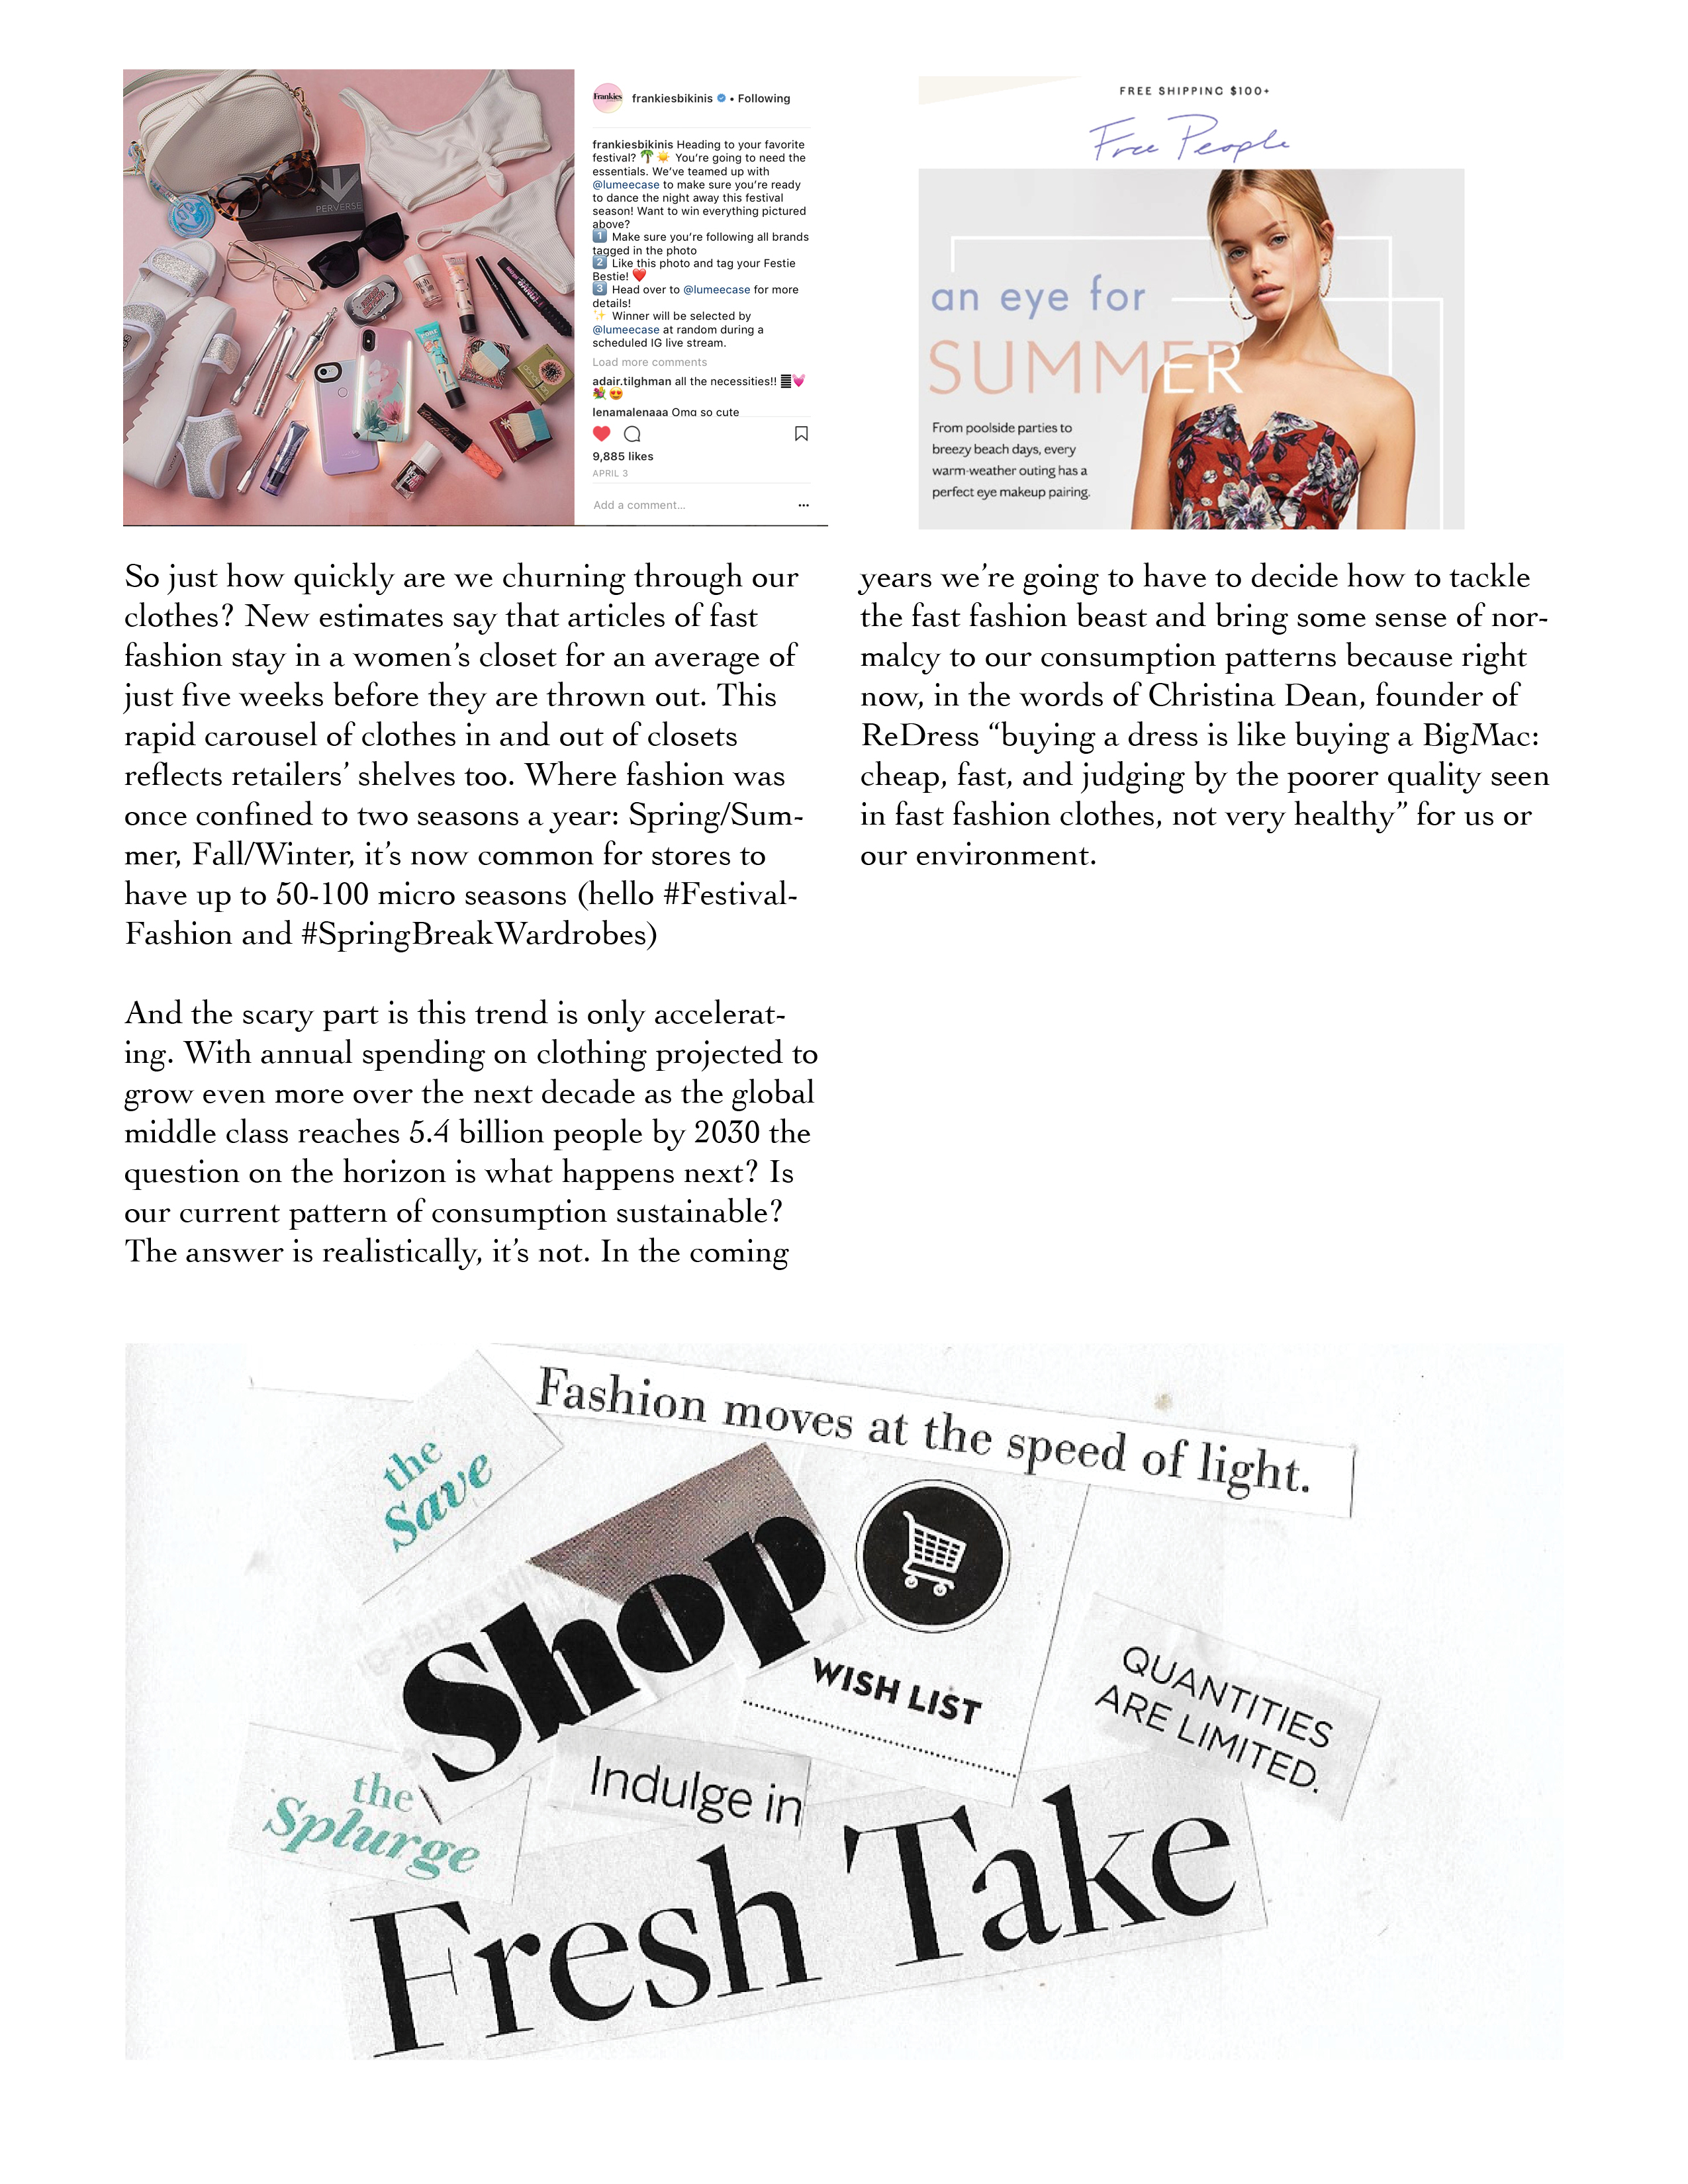 PERVERSE
Frankies
frankiesbikinis • Following
frankiesbikinis Heading to your favorite
festival? 🌴☀️ You're going to need the
essentials. We've teamed up with
@lumeecase to make sure you're ready
to dance the night away this festival
season! Want to win everything pictured
above?
1️⃣ Make sure you're following all brands
tagged in the photo
2️⃣ Like this photo and tag your Festie
Bestie! ❤️
3️⃣ Head over to @lumeecase for more
details!
✨ Winner will be selected by
@lumeecase at random during a
scheduled IG live stream.
Load more comments
adair.tilghman all the necessities!!
lenamalenaaa Omg so cute
9,885 likes
APRIL 3
Add a comment...
FREE SHIPPING $100+
Free People
an eye for
SUMMER
From poolside parties to
breezy beach days, every
warm-weather outing has a
perfect eye makeup pairing.
So just how quickly are we churning through our
clothes? New estimates say that articles of fast
fashion stay in a women's closet for an average of
just five weeks before they are thrown out. This
rapid carousel of clothes in and out of closets
reflects retailers' shelves too. Where fashion was
once confined to two seasons a year: Spring/Sum-
mer, Fall/Winter, it's now common for stores to
have up to 50-100 micro seasons (hello #Festival-
Fashion and #SpringBreakWardrobes)
And the scary part is this trend is only accelerat-
ing. With annual spending on clothing projected to
grow even more over the next decade as the global
middle class reaches 5.4 billion people by 2030 the
question on the horizon is what happens next? Is
our current pattern of consumption sustainable?
The answer is realistically, it's not. In the coming
years we're going to have to decide how to tackle
the fast fashion beast and bring some sense of nor-
malcy to our consumption patterns because right
now, in the words of Christina Dean, founder of
ReDress “buying a dress is like buying a BigMac:
cheap, fast, and judging by the poorer quality seen
in fast fashion clothes, not very healthy” for us or
our environment.
Fashion moves at the speed of light.
the
Save
Shop
WISH LIST
QUANTITIES
ARE LIMITED.
the
Splurge
Indulge in
Fresh Take